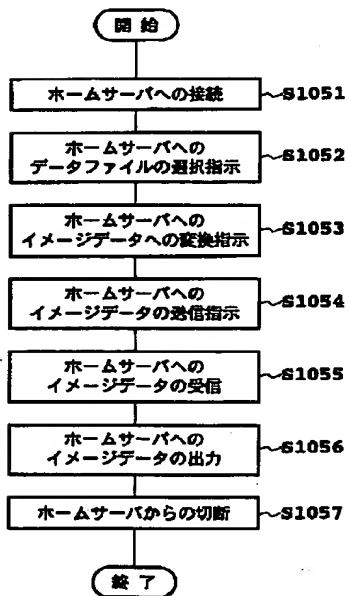 開 始
ホームサーバへの接続 S1051
ホームサーバへの
データファイルの選択指示 S1052
ホームサーバへの
イメージデータへの変換指示 S1053
ホームサーバへの
イメージデータの送信指示 S1054
ホームサーバへの
イメージデータの受信 S1055
ホームサーバへの
イメージデータの出力 S1056
ホームサーバからの切断 S1057
終 了